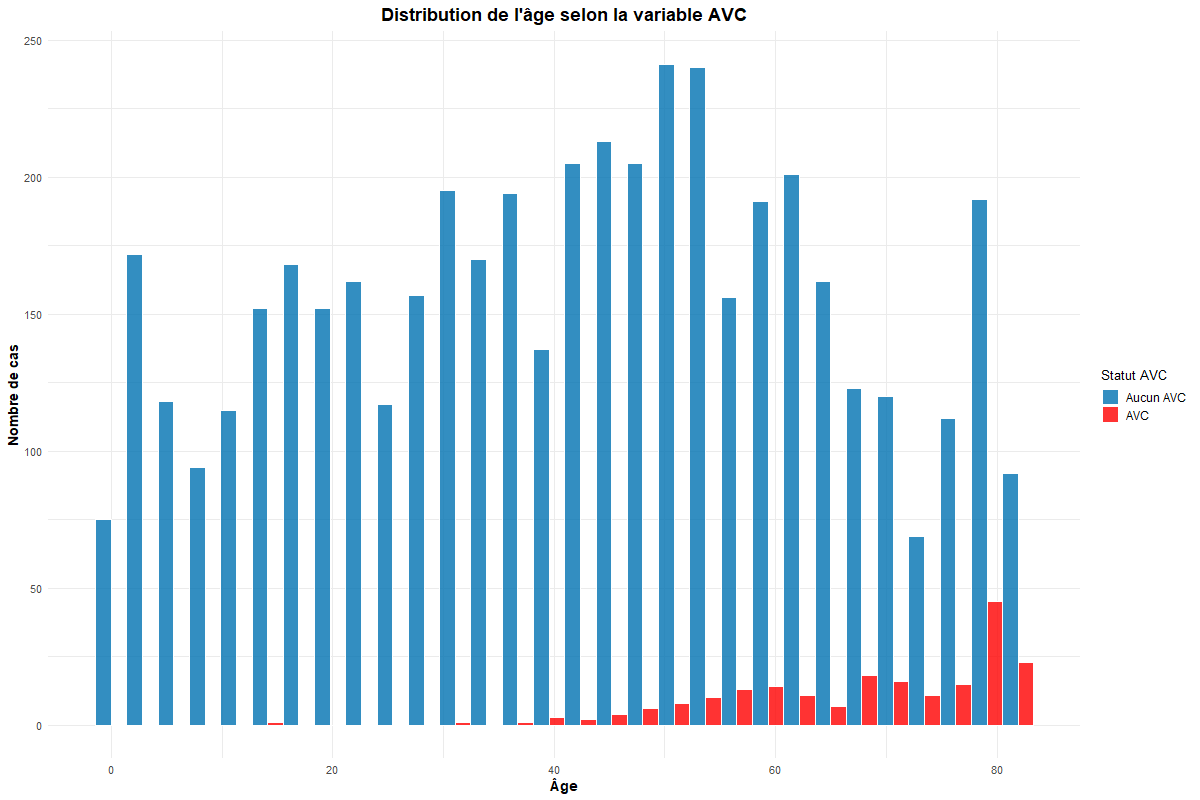 Distribution de l'âge selon la variable AVC
Nombre de cas
250
200
150
100
50
0
0 20 40 60 80
Âge
Statut AVC
Aucun AVC
AVC